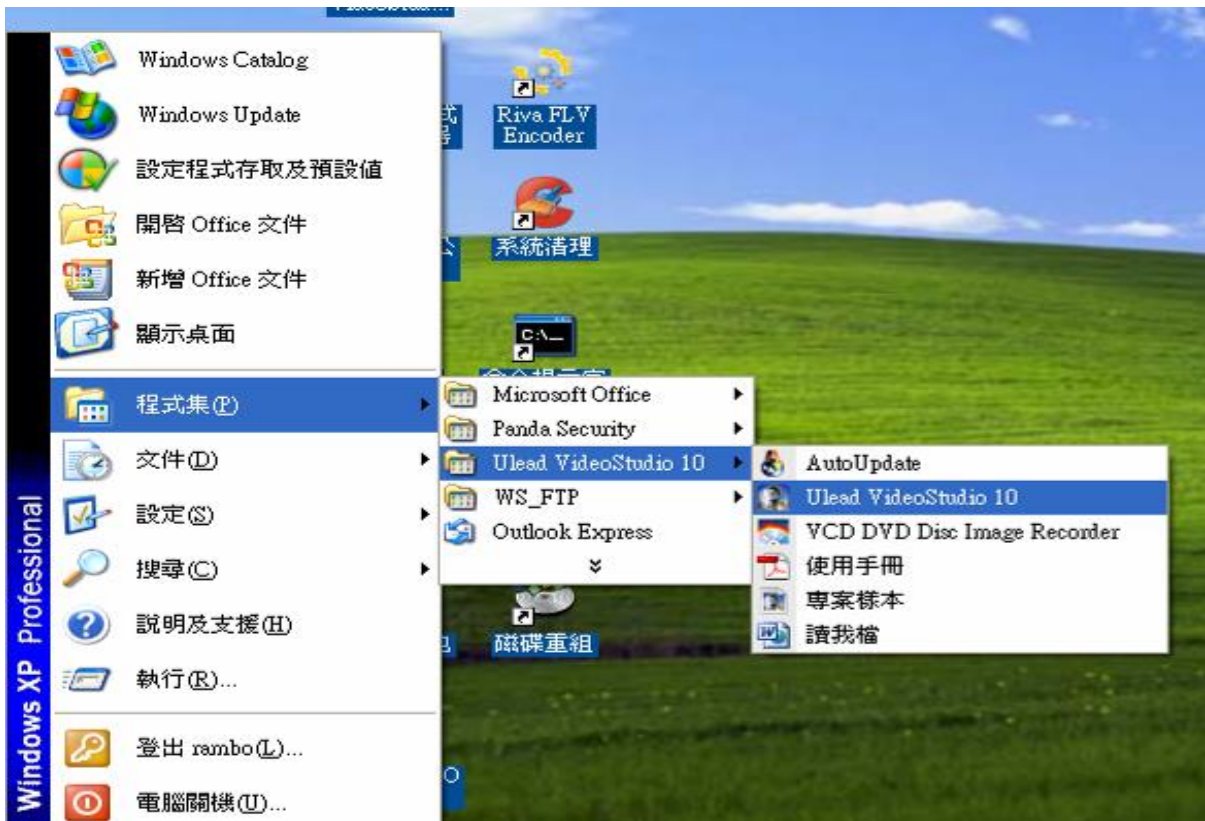 Windows XP Professional
Windows Catalog
Windows Update
設定程式存取及預設値
開啓 Office 文件
新增 Office 文件
顯示桌面
程式集(P)
文件(D)
設定(S)
搜尋(C)
說明及支援(H)
執行(R)...
登出 rambo(L)...
電腦關機(U)...
Microsoft Office
Panda Security
Ulead VideoStudio 10
WS_FTP
Outlook Express
AutoUpdate
Ulead VideoStudio 10
VCD DVD Disc Image Recorder
使用手冊
專案樣本
讀我檔
Riva FLV
Encoder
系統清理
C:\_
磁碟重組